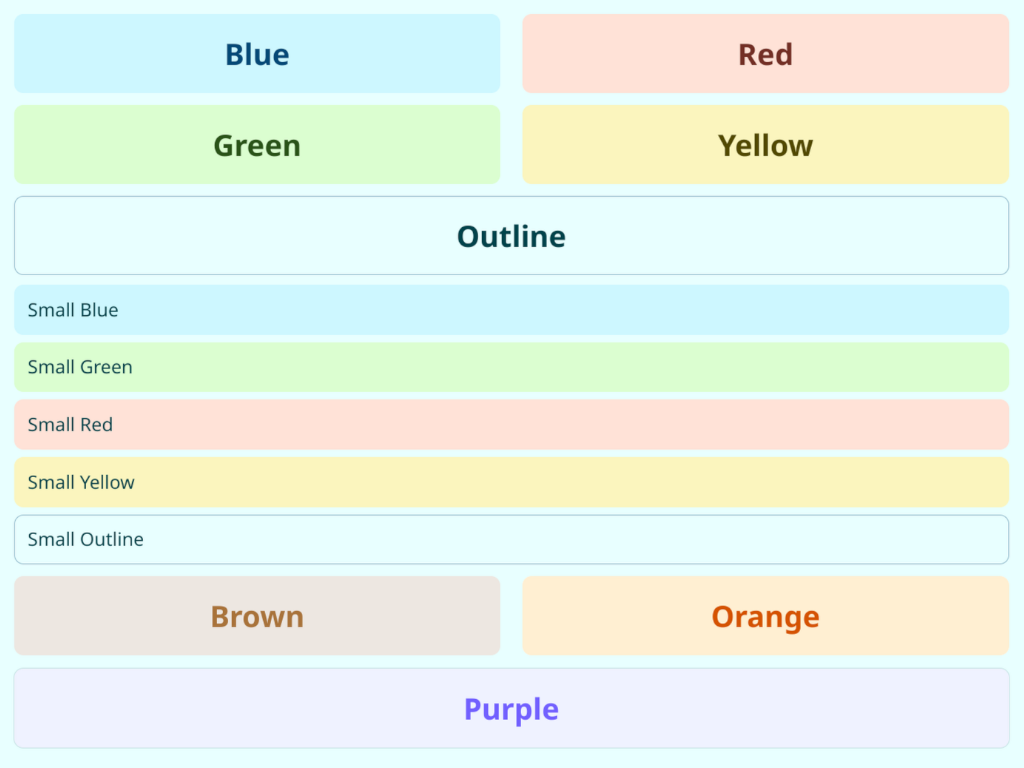 Blue
Red
Green
Yellow
Outline
Small Blue
Small Green
Small Red
Small Yellow
Small Outline
Brown
Orange
Purple